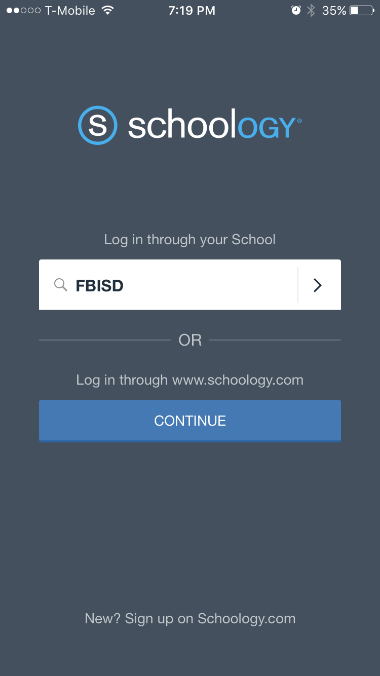 T-Mobile 7:19 PM 35%
S schoology®
Log in through your School
FBISD
OR
Log in through www.schoology.com
CONTINUE
New? Sign up on Schoology.com